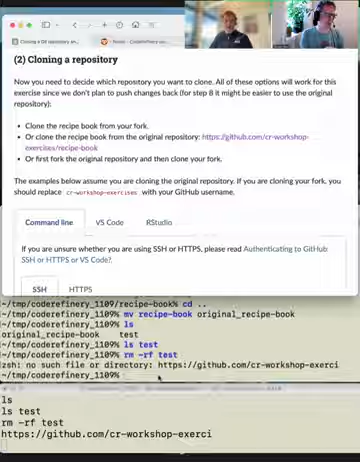 Cloning a Git repository an...
(2) Cloning a repository
Now you need to decide which repository you want to clone. All of these options will work for this
exercise since we don't plan to push changes back (for step 8 it might be easier to use the original
repository):
Clone the recipe book from your fork.
Or clone the recipe book from the original repository: https://github.com/cr-workshop-
exercises/recipe-book
Or first fork the original repository and then clone your fork.
The examples below assume you are cloning the original repository. If you are cloning your fork, you
should replace cr-workshop-exercises with your GitHub username.
Command line VS Code RStudio
If you are unsure whether you are using SSH or HTTPS, please read Authenticating to GitHub:
SSH or HTTPS or VS Code?.
SSH HTTPS
~/tmp/coderefinery_1109/recipe-book% cd ..
~/tmp/coderefinery_1109% mv recipe-book original_recipe-book
~/tmp/coderefinery_1109% ls
original_recipe-book test
~/tmp/coderefinery_1109% ls test
~/tmp/coderefinery_1109% rm -rf test
zsh: no such file or directory: https://github.com/cr-workshop-exerci
~/tmp/coderefinery_1109%
ls
ls test
rm -rf test
https://github.com/cr-workshop-exerci